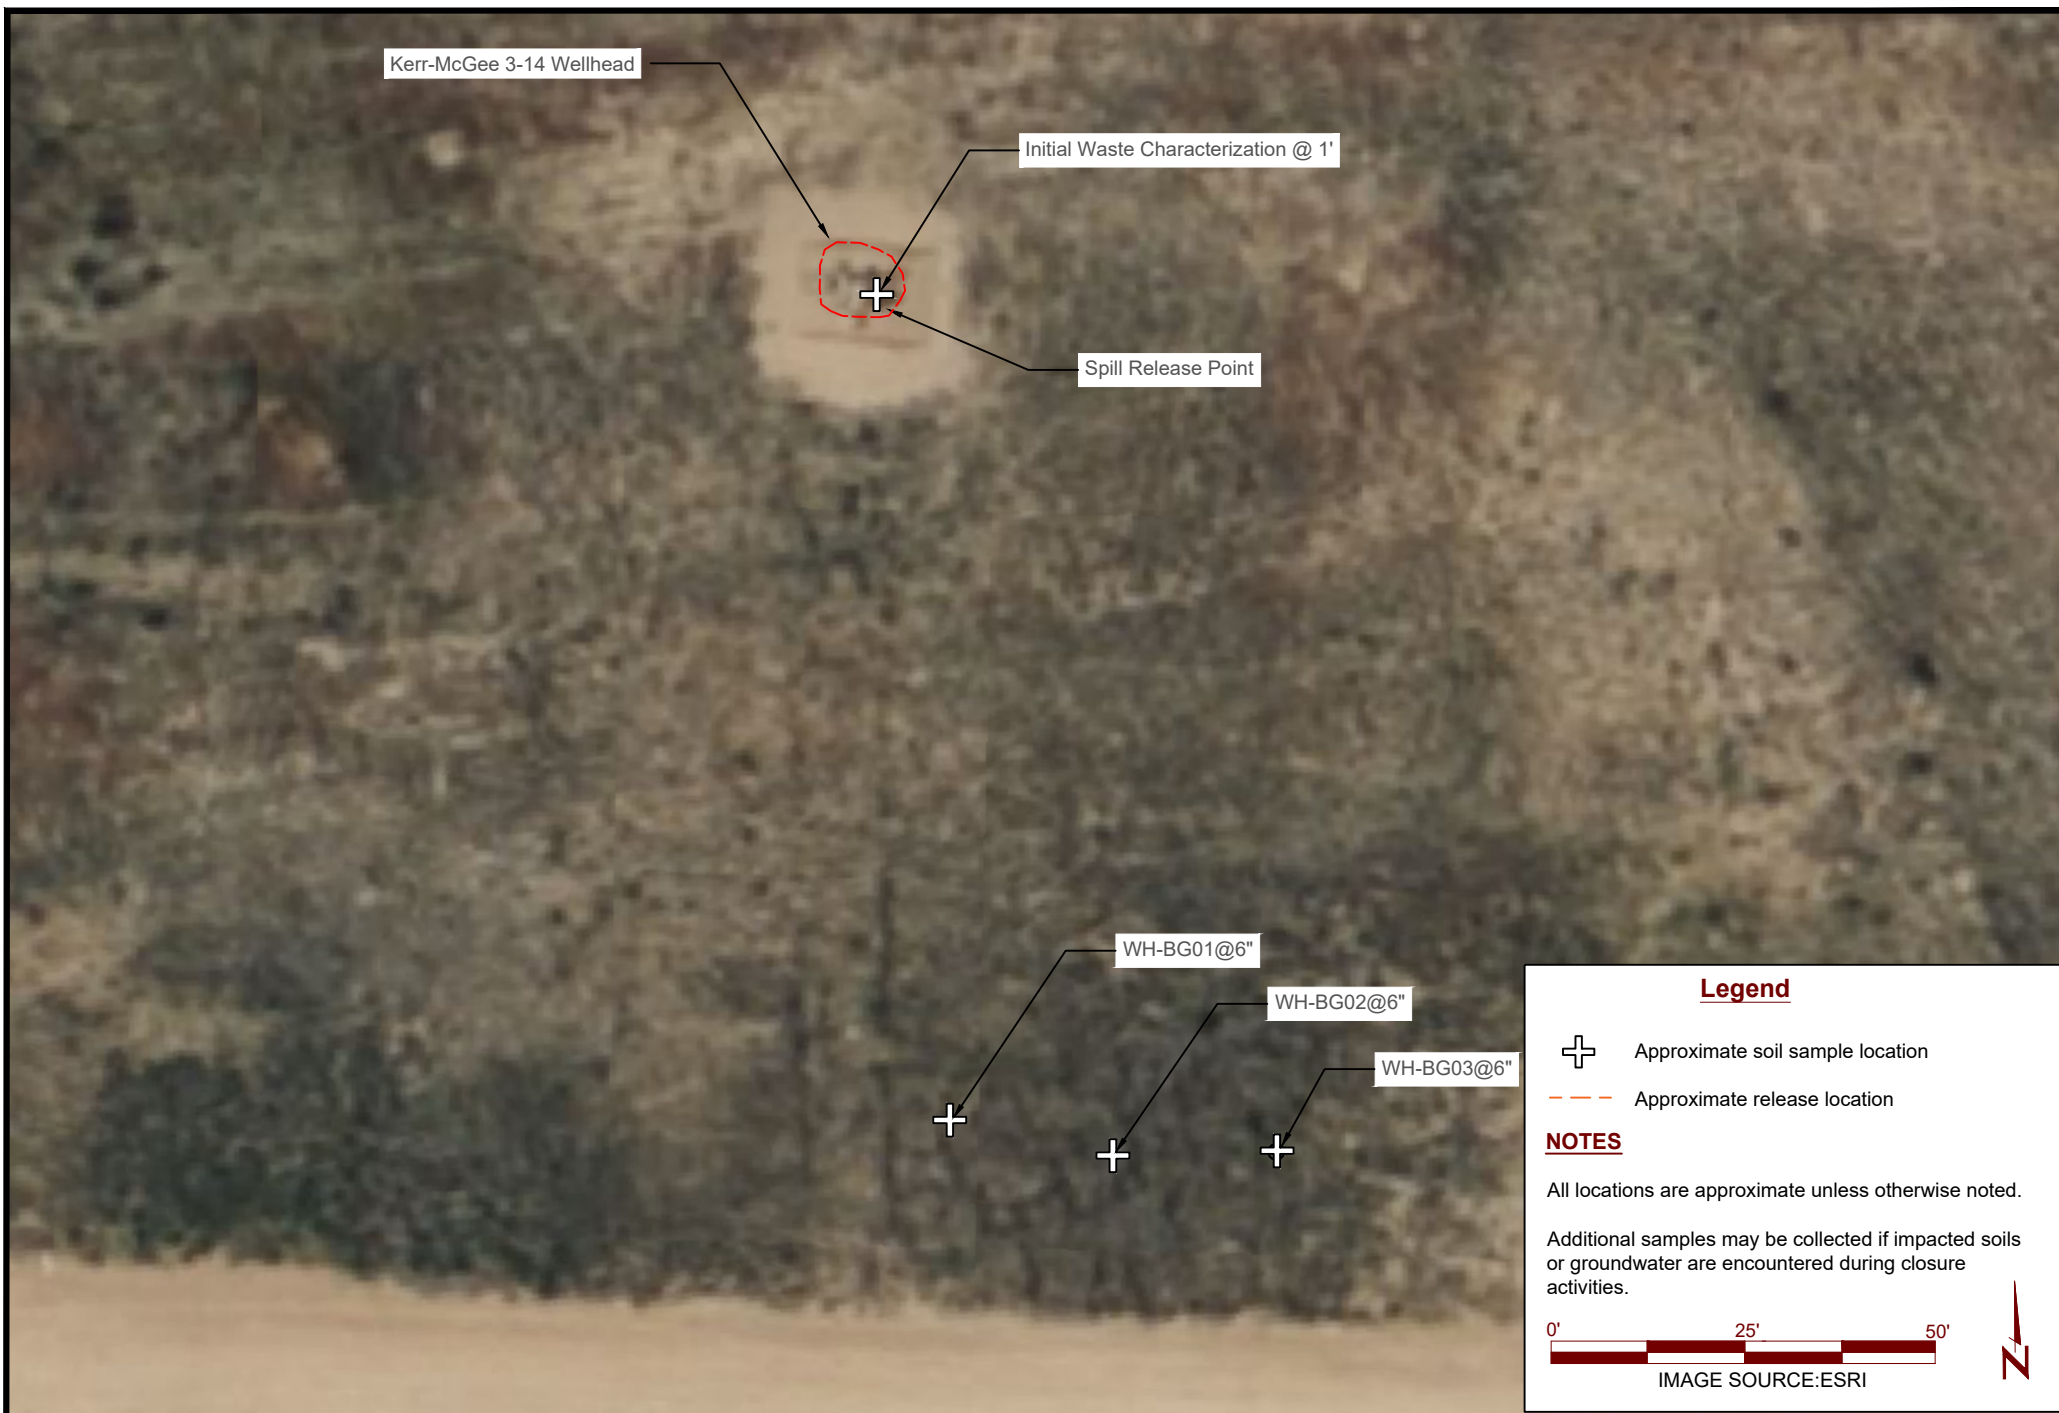 Kerr-McGee 3-14 Wellhead
Initial Waste Characterization @ 1'
Spill Release Point
WH-BG01@6"
WH-BG02@6"
WH-BG03@6"
Legend
Approximate soil sample location
Approximate release location
NOTES
All locations are approximate unless otherwise noted.
Additional samples may be collected if impacted soils
or groundwater are encountered during closure
activities.
0' 25' 50'
IMAGE SOURCE:ESRI
N